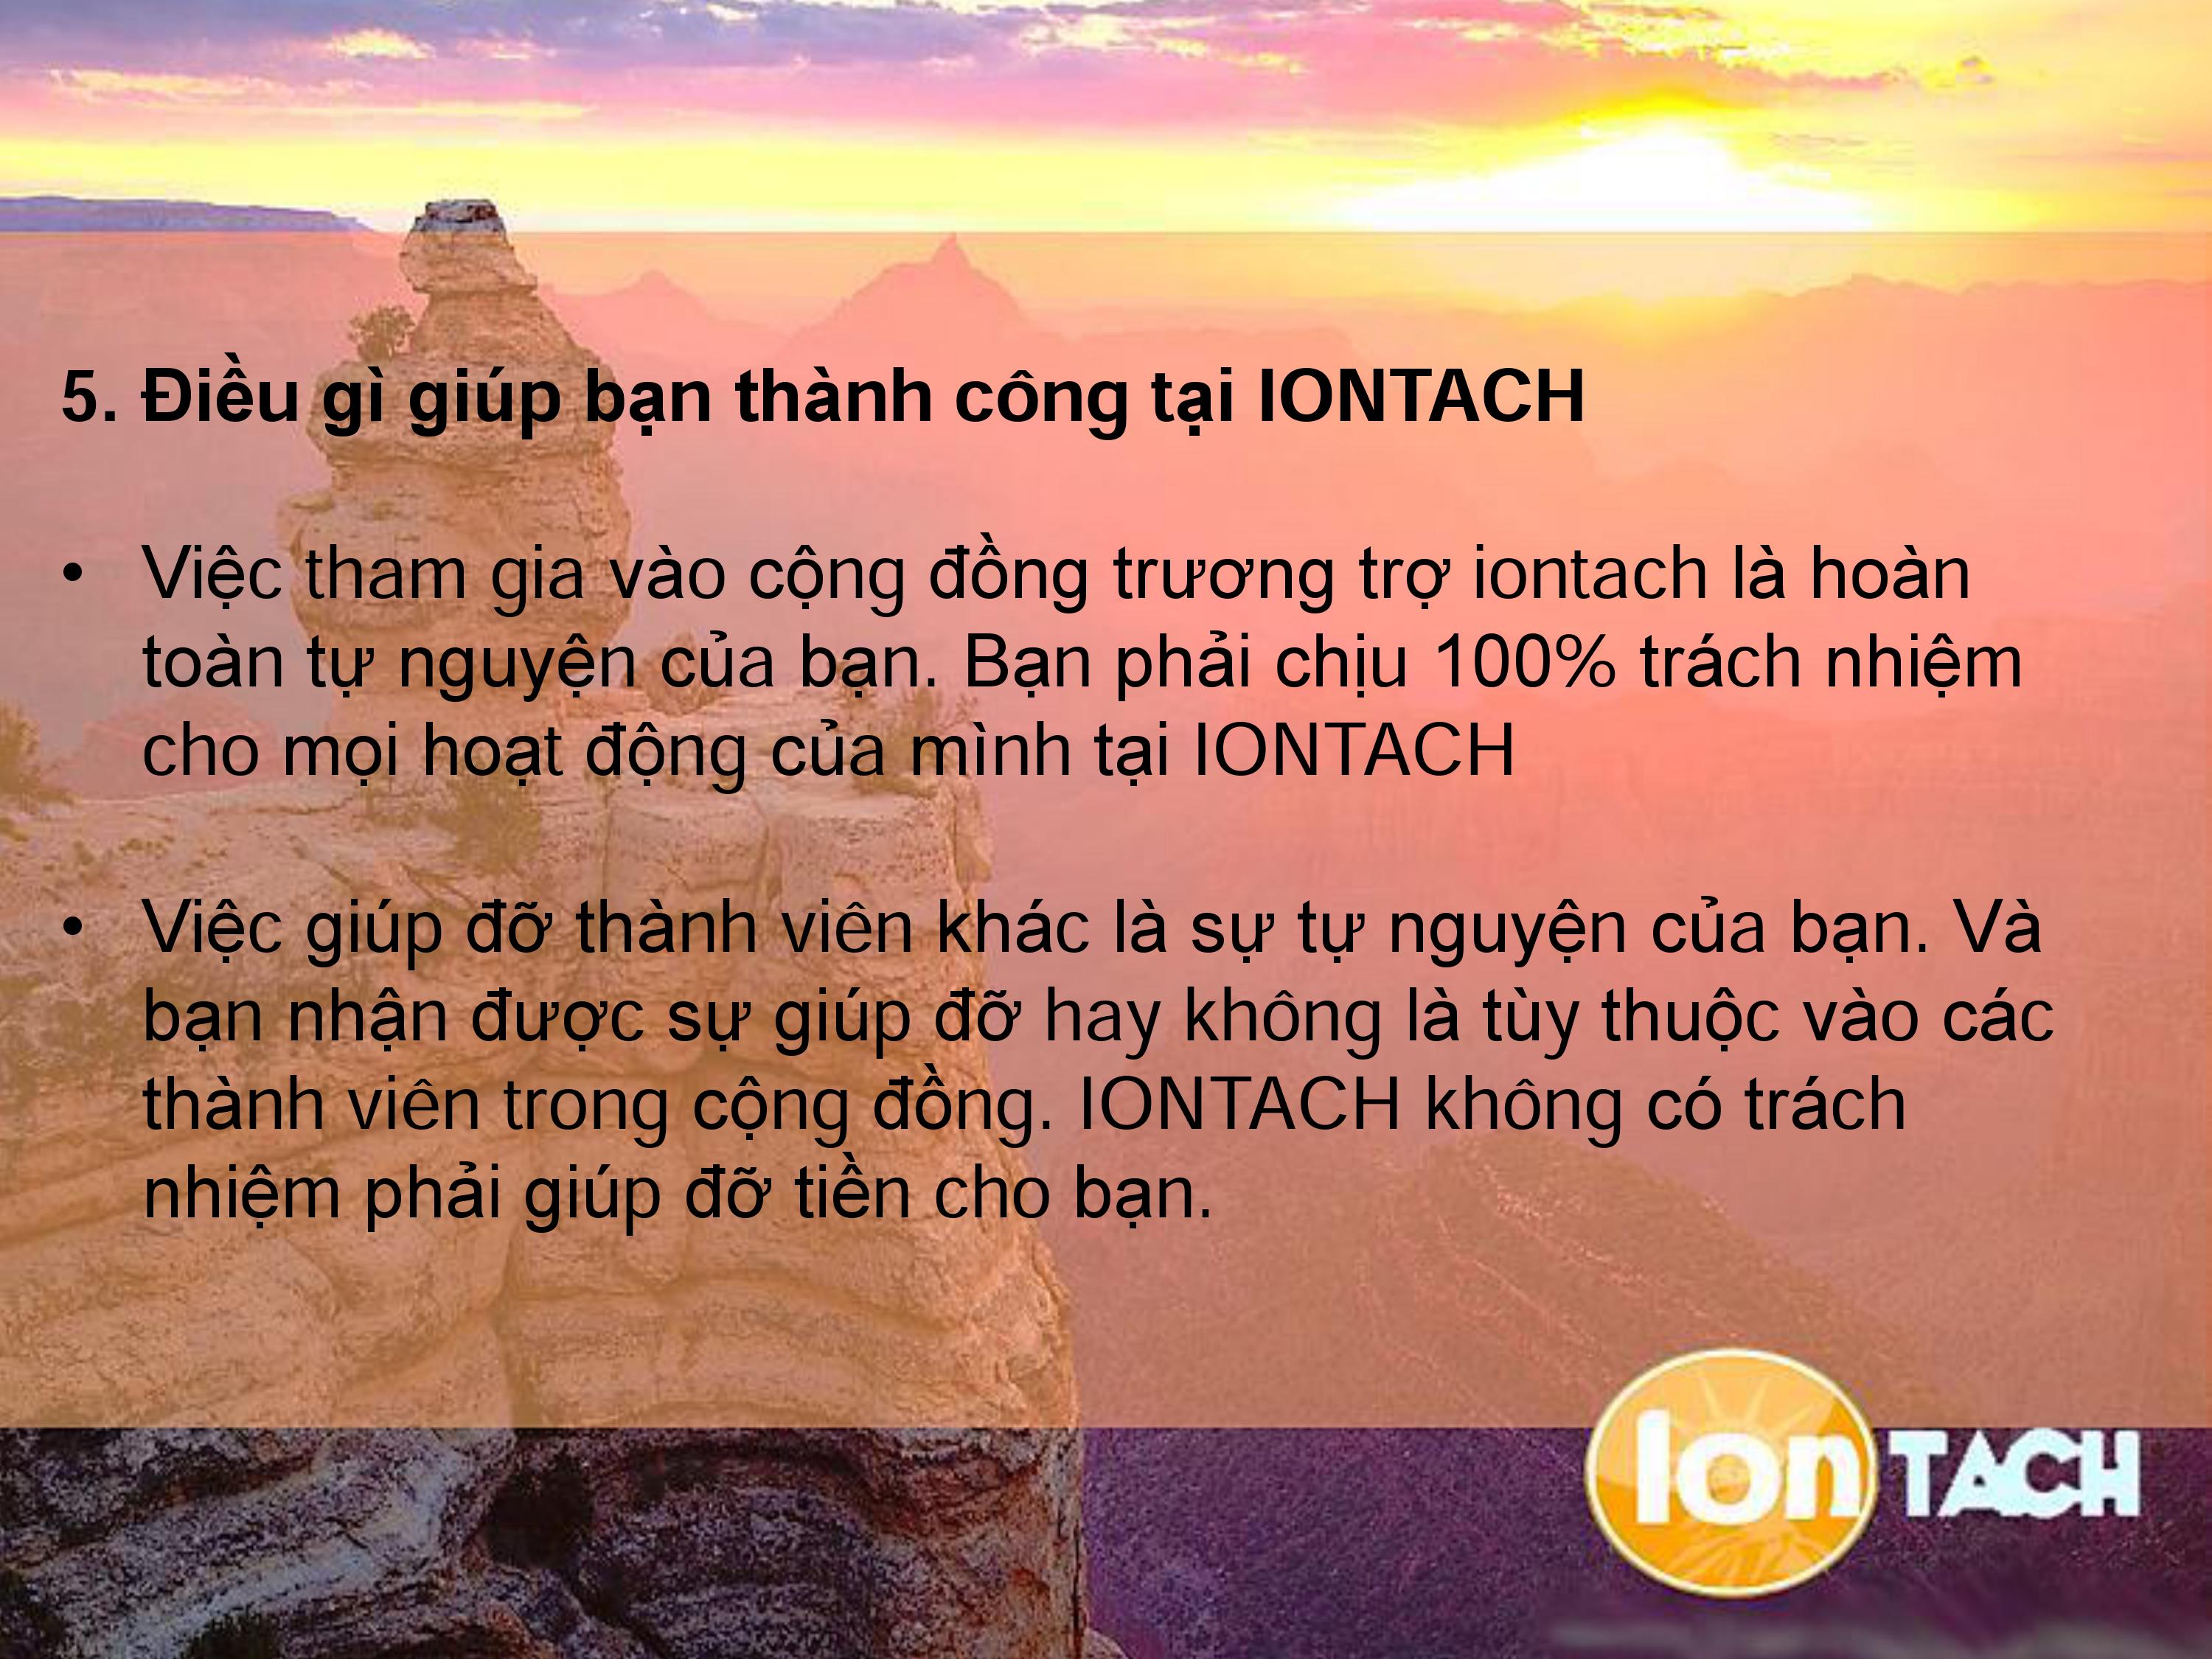 5. Điều gì giúp bạn thành công tại IONTACH
• Việc tham gia vào cộng đồng trương trợ iontach là hoàn
toàn tự nguyện của bạn. Bạn phải chịu 100% trách nhiệm
cho mọi hoạt động của mình tại IONTACH
• Việc giúp đỡ thành viên khác là sự tự nguyện của bạn. Và
bạn nhận được sự giúp đỡ hay không là tùy thuộc vào các
thành viên trong cộng đồng. IONTACH không có trách
nhiệm phải giúp đỡ tiền cho bạn.
Ion TACH